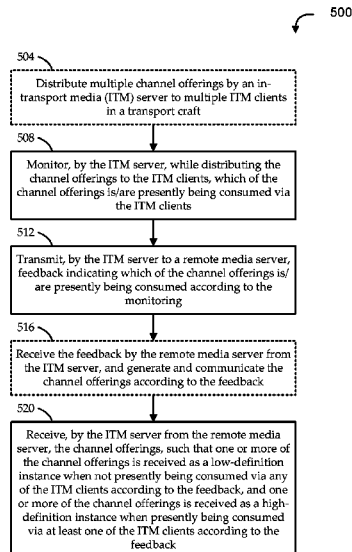 500
504
Distribute multiple channel offerings by an in-
transport media (ITM) server to multiple ITM clients
in a transport craft
508
Monitor, by the ITM server, while distributing the
channel offerings to the ITM clients, which of the
channel offerings is/are presently being consumed via
the ITM clients
512
Transmit, by the ITM server to a remote media server,
feedback indicating which of the channel offerings is/
are presently being consumed according to the
monitoring
516
Receive the feedback by the remote media server from
the ITM server, and generate and communicate the
channel offerings according to the feedback
520
Receive, by the ITM server from the remote media
server, the channel offerings, such that one or more of
the channel offerings is received as a low-definition
instance when not presently being consumed via any
of the ITM clients according to the feedback, and one
or more of the channel offerings is received as a high-
definition instance when presently being consumed
via at least one of the ITM clients according to the
feedback